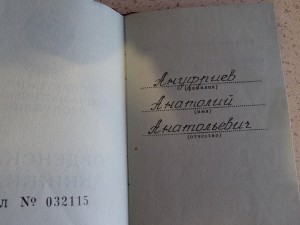 Ануфриев
(фамилия)
Анатолий
(имя)
Анатольевич
(отчество)
№ 032115